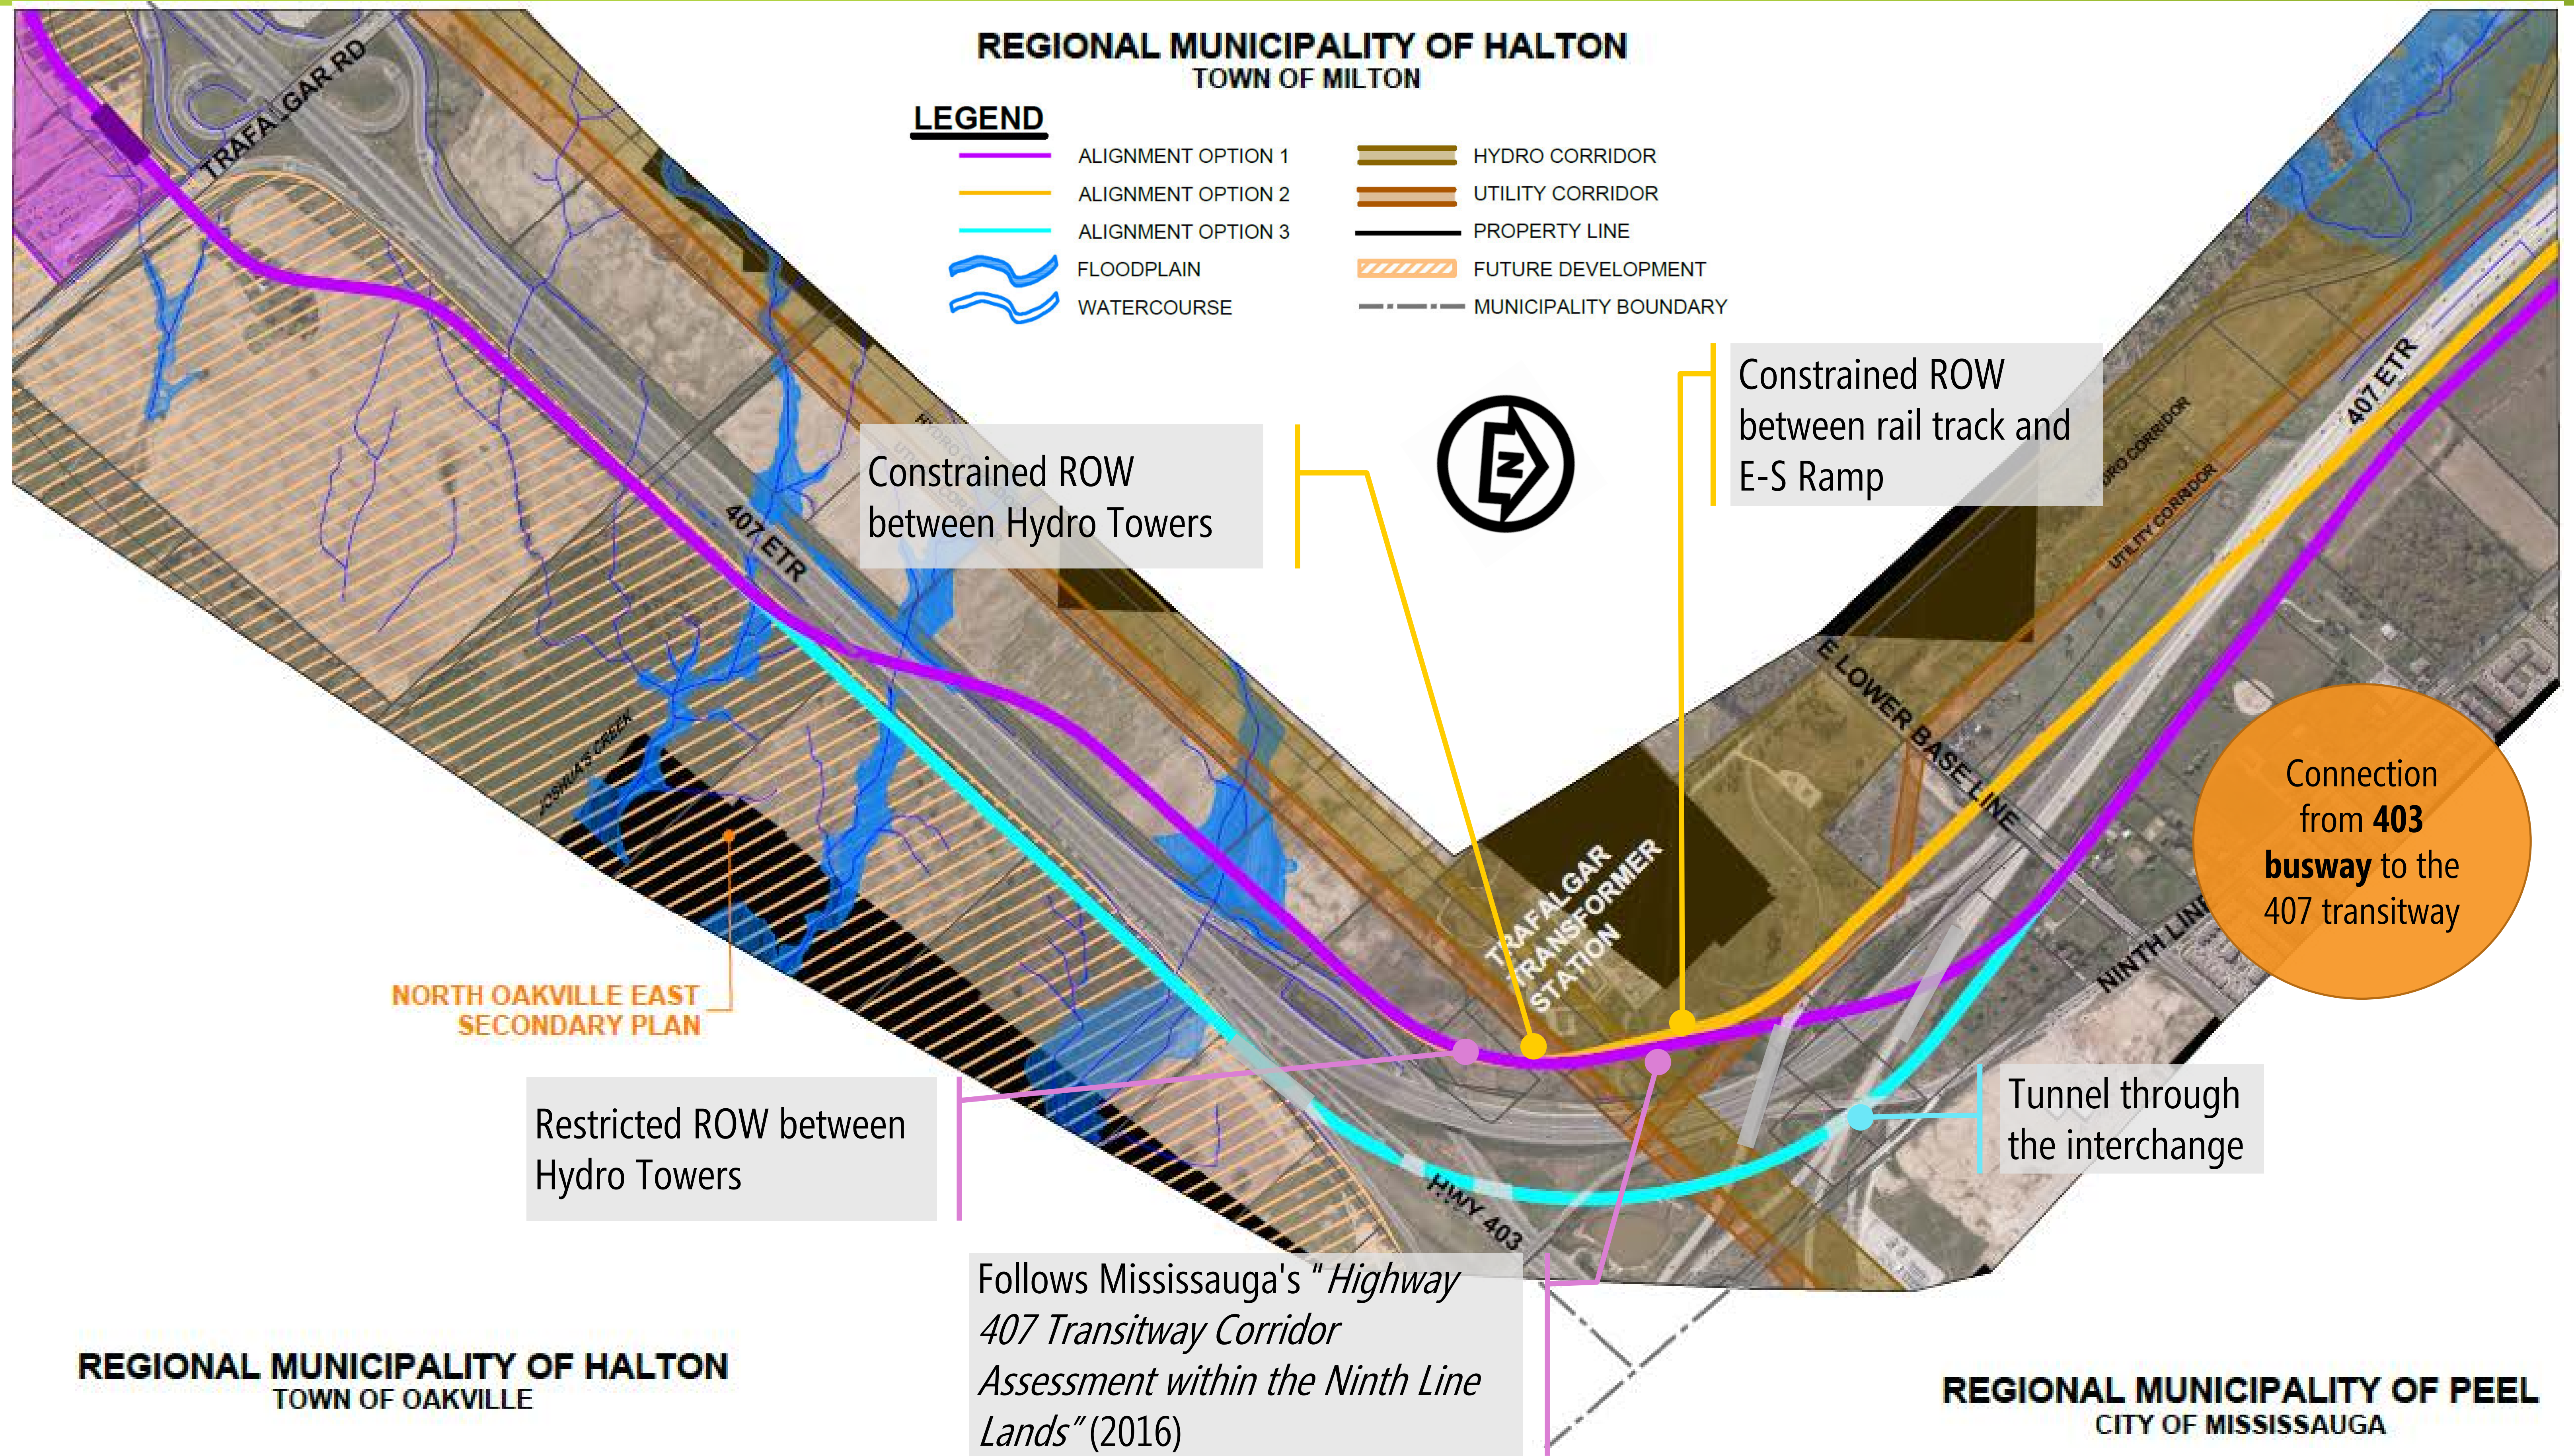 REGIONAL MUNICIPALITY OF HALTON
TOWN OF MILTON
LEGEND
ALIGNMENT OPTION 1
ALIGNMENT OPTION 2
ALIGNMENT OPTION 3
FLOODPLAIN
WATERCOURSE
HYDRO CORRIDOR
UTILITY CORRIDOR
PROPERTY LINE
FUTURE DEVELOPMENT
MUNICIPALITY BOUNDARY
TRAFALGAR RD
407 ETR
407 ETR
Constrained ROW
between Hydro Towers
N
Constrained ROW
between rail track and
E-S Ramp
HYDRO CORRIDOR
UTILITY CORRIDOR
E LOWER BASE LINE
NINTH LINE
Connection
from 403
busway to the
407 transitway
JOSHUA'S CREEK
TRAFALGAR
TRANSFORMER
STATION
NORTH OAKVILLE EAST
SECONDARY PLAN
Restricted ROW between
Hydro Towers
Tunnel through
the interchange
HWY 403
Follows Mississauga's "Highway
407 Transitway Corridor
Assessment within the Ninth Line
Lands" (2016)
REGIONAL MUNICIPALITY OF HALTON
TOWN OF OAKVILLE
REGIONAL MUNICIPALITY OF PEEL
CITY OF MISSISSAUGA